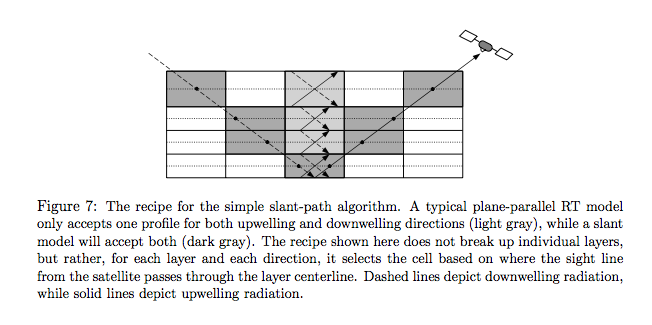 Figure 7: The recipe for the simple slant-path algorithm. A typical plane-parallel RT model
only accepts one profile for both upwelling and downwelling directions (light gray), while a slant
model will accept both (dark gray). The recipe shown here does not break up individual layers,
but rather, for each layer and each direction, it selects the cell based on where the sight line
from the satellite passes through the layer centerline. Dashed lines depict downwelling radiation,
while solid lines depict upwelling radiation.